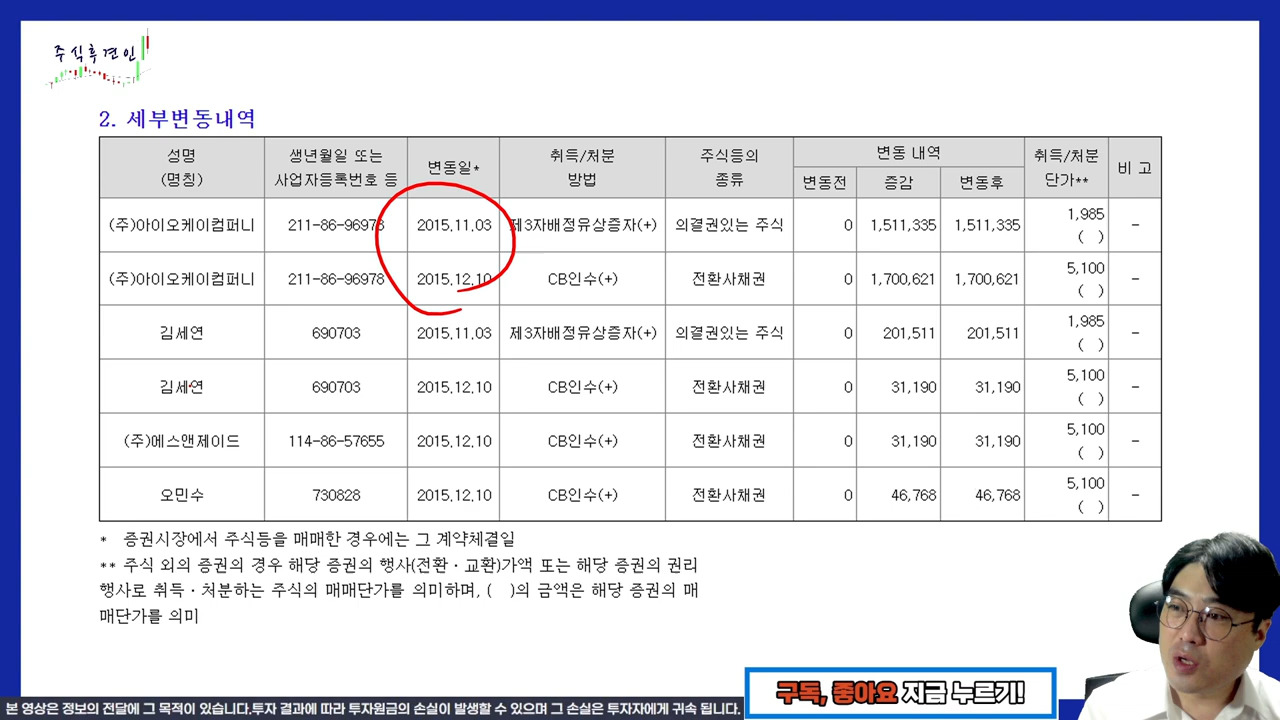 주식후견인
2. 세부변동내역
성명 (명칭) 생년월일 또는 사업자등록번호 등 변동일* 취득/처분 방법 주식등의 종류 변동 내역 취득/처분 단가** 비 고
변동전 증감 변동후
(주)아이오케이컴퍼니 211-86-96978 2015.11.03 제3자배정유상증자(+) 의결권있는 주식 0 1,511,335 1,511,335 1,985 ( ) -
(주)아이오케이컴퍼니 211-86-96978 2015.12.10 CB인수(+) 전환사채권 0 1,700,621 1,700,621 5,100 ( ) -
김세연 690703 2015.11.03 제3자배정유상증자(+) 의결권있는 주식 0 201,511 201,511 1,985 ( ) -
김세연 690703 2015.12.10 CB인수(+) 전환사채권 0 31,190 31,190 5,100 ( ) -
(주)에스앤제이드 114-86-57655 2015.12.10 CB인수(+) 전환사채권 0 31,190 31,190 5,100 ( ) -
오민수 730828 2015.12.10 CB인수(+) 전환사채권 0 46,768 46,768 5,100 ( ) -
* 증권시장에서 주식등을 매매한 경우에는 그 계약체결일
** 주식 외의 증권의 경우 해당 증권의 행사(전환·교환)가액 또는 해당 증권의 권리
행사로 취득·처분하는 주식의 매매단가를 의미하며, ( )의 금액은 해당 증권의 매
매단가를 의미
구독, 좋아요 지금 누르기!
본 영상은 정보의 전달에 그 목적이 있습니다.투자 결과에 따라 투자원금의 손실이 발생할 수 있으며 그 손실은 투자자에게 귀속 됩니다.